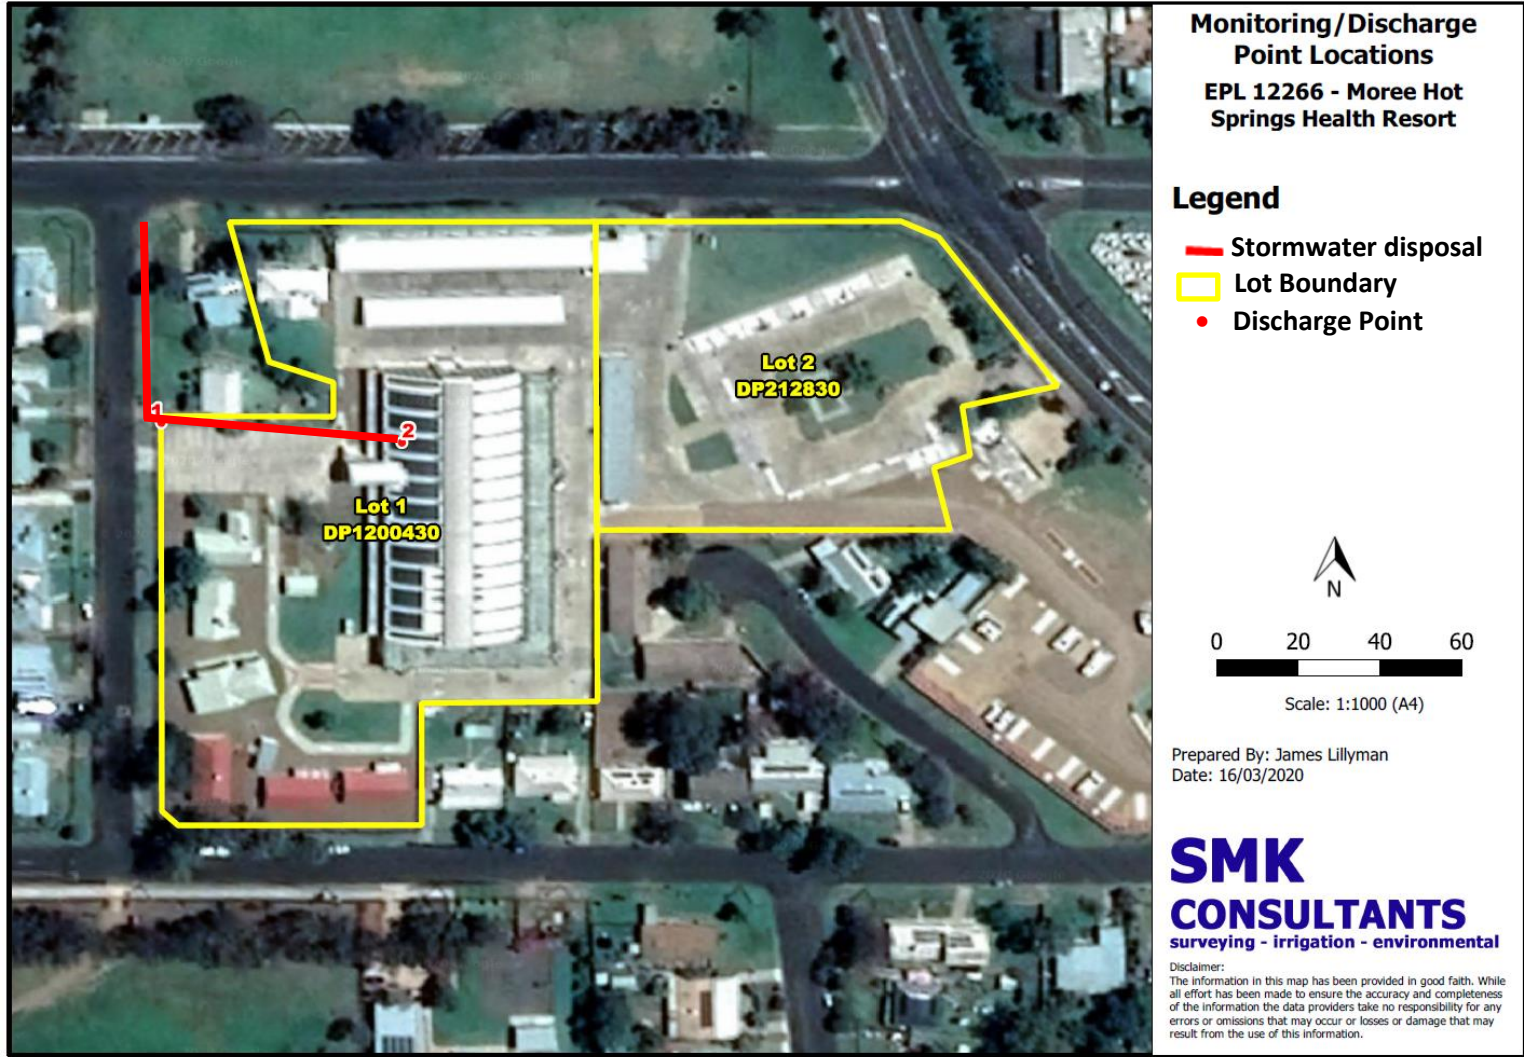 Monitoring/Discharge
Point Locations
EPL 12266 - Moree Hot
Springs Health Resort
Legend
Stormwater disposal
Lot Boundary
Discharge Point
© 2020 Google
© 2020 Google
1
2
Lot 2
DP212830
Lot 1
DP1200430
N
0 20 40 60
Scale: 1:1000 (A4)
Prepared By: James Lillyman
Date: 16/03/2020
SMK
CONSULTANTS
surveying - irrigation - environmental
Disclaimer:
The information in this map has been provided in good faith. While
all effort has been made to ensure the accuracy and completeness
of the information the data providers take no responsibility for any
errors or omissions that may occur or losses or damage that may
result from the use of this information.